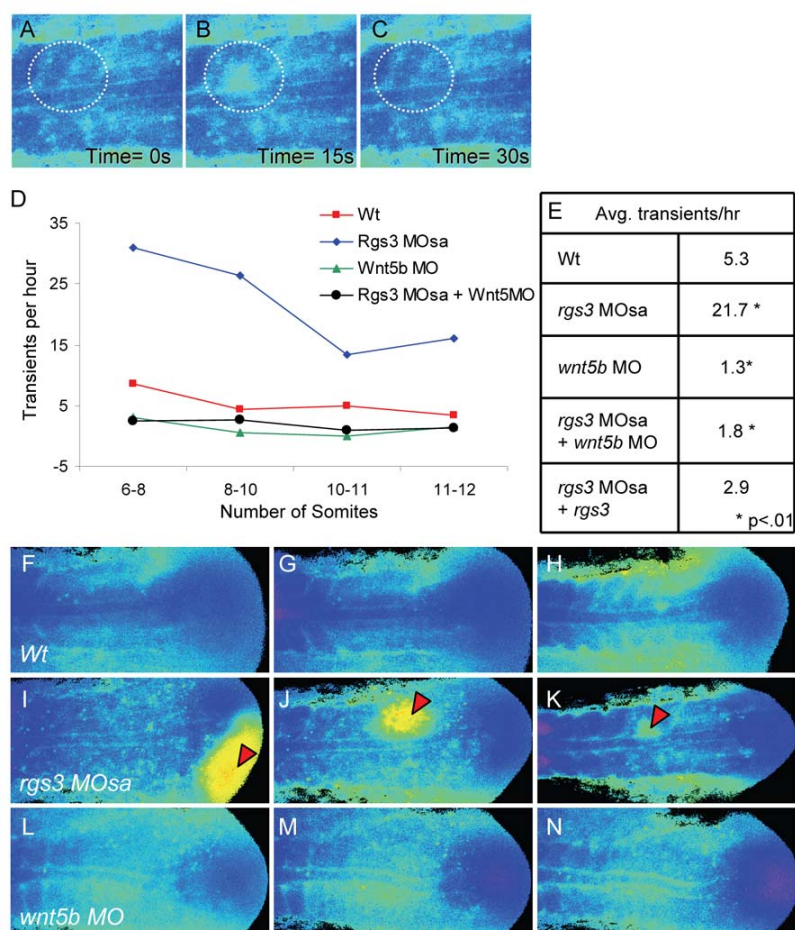 A
B
C
Time= 0s
Time= 15s
Time= 30s
D
Wt
Rgs3 MOsa
Wnt5b MO
Rgs3 MOsa + Wnt5MO
35
25
15
5
-5
Transients per hour
6-8
8-10
10-11
11-12
Number of Somites
E
Avg. transients/hr
Wt
5.3
rgs3 MOsa
21.7 *
wnt5b MO
1.3*
rgs3 MOsa
+ wnt5b MO
1.8 *
rgs3 MOsa
+ rgs3
2.9
* p<.01
F
G
H
Wt
I
J
K
rgs3 MOsa
L
M
N
wnt5b MO